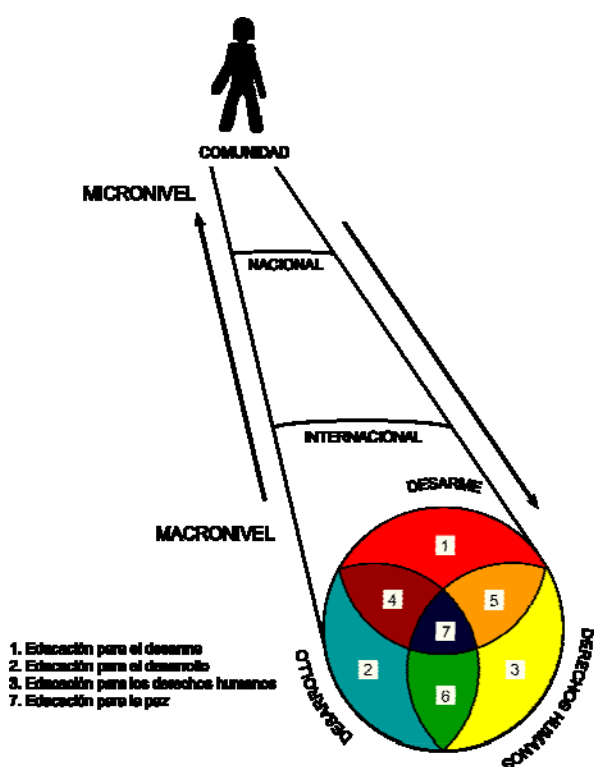 COMUNIDAD
MICRONIVEL
NACIONAL
INTERNACIONAL
DESARME
MACRONIVEL
1
4
5
7
2
3
6
DESARROLLO
DERECHOS HUMANOS
1. Educación para el desarme
2. Educación para el desarrollo
3. Educación para los derechos humanos
7. Educación para la paz